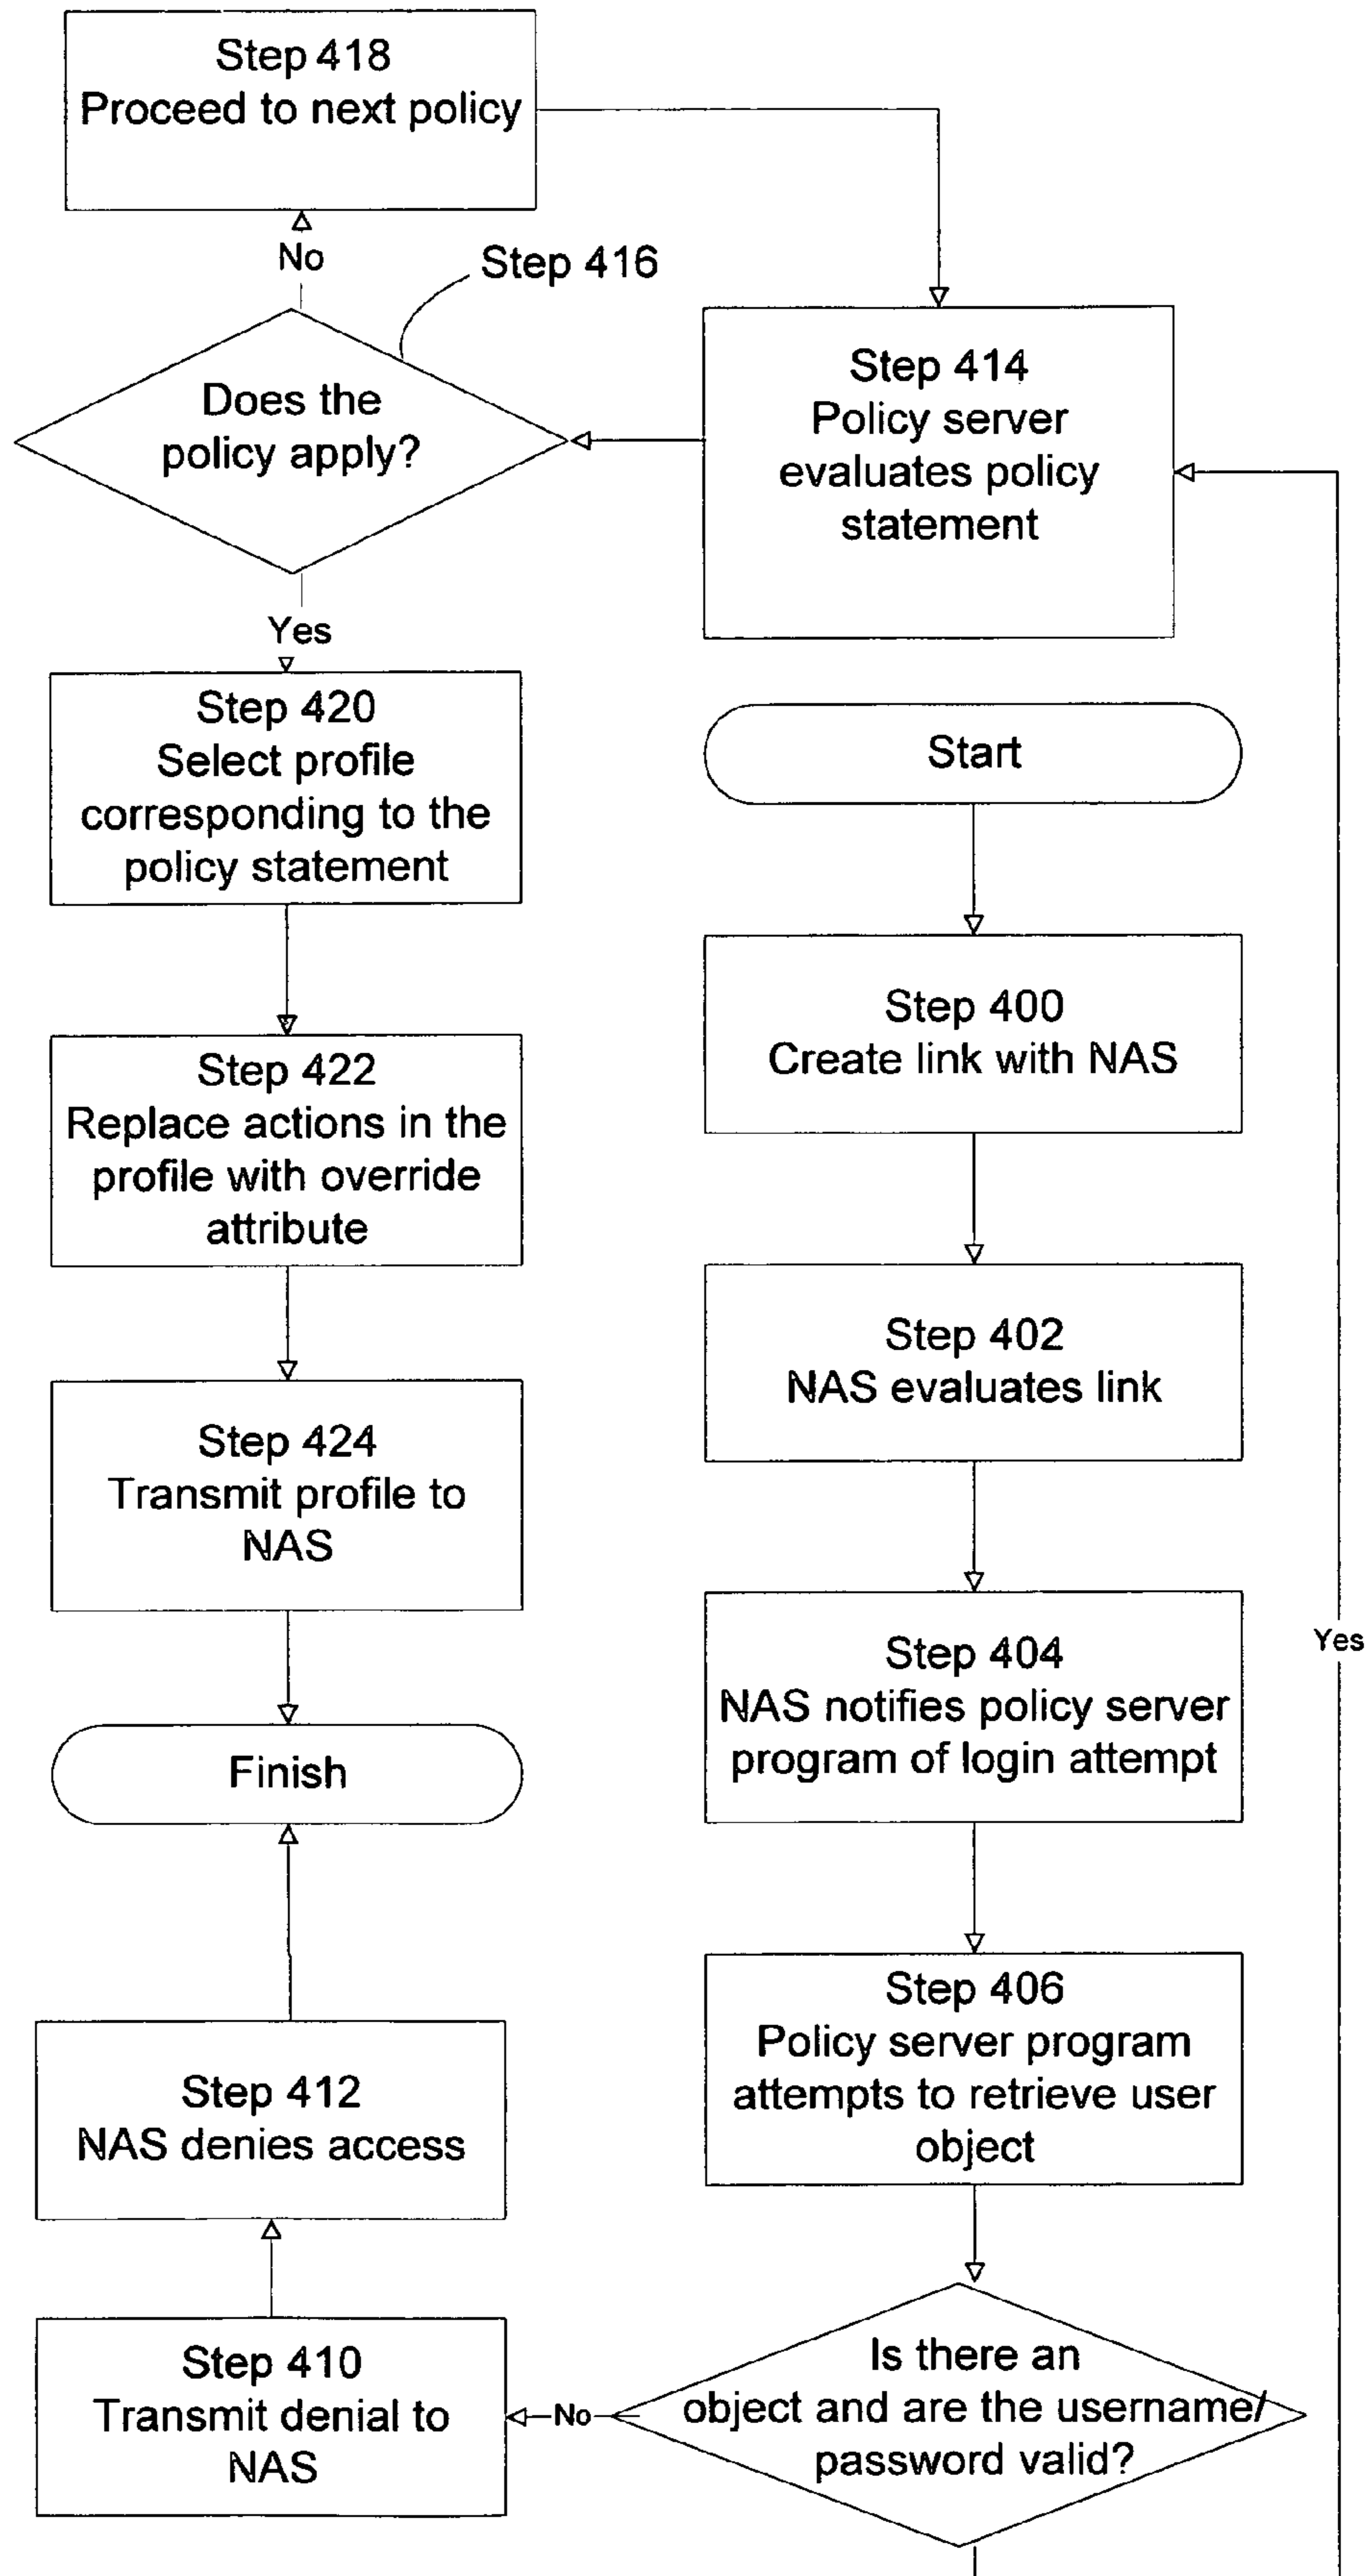 Step 418
Proceed to next policy
No
Step 416
Does the
policy apply?
Step 414
Policy server
evaluates policy
statement
Yes
Step 420
Select profile
corresponding to the
policy statement
Start
Step 400
Create link with NAS
Step 422
Replace actions in the
profile with override
attribute
Step 402
NAS evaluates link
Step 424
Transmit profile to
NAS
Step 404
NAS notifies policy server
program of login attempt
Yes
Finish
Step 406
Policy server program
attempts to retrieve user
object
Step 412
NAS denies access
Step 410
Transmit denial to
NAS
No
Is there an
object and are the username/
password valid?